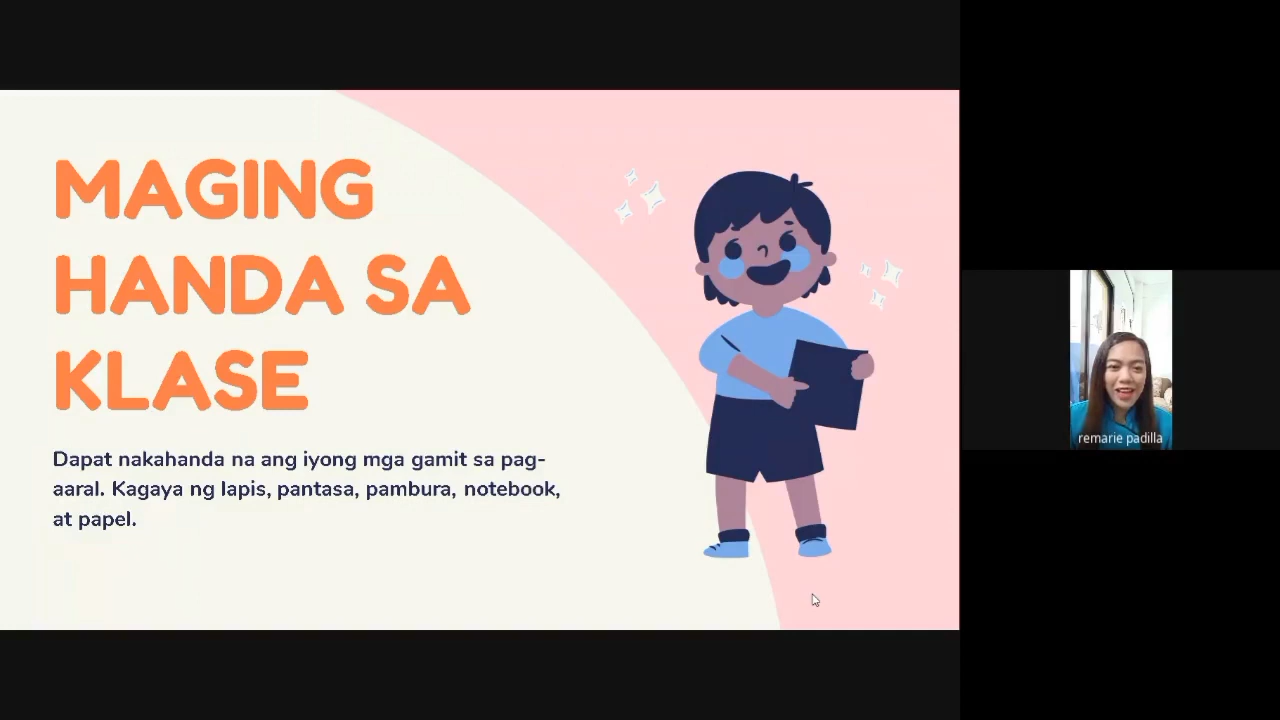 MAGING
HANDA SA
KLASE
Dapat nakahanda na ang iyong mga gamit sa pag-
aaral. Kagaya ng lapis, pantasa, pambura, notebook,
at papel.
remarie padilla